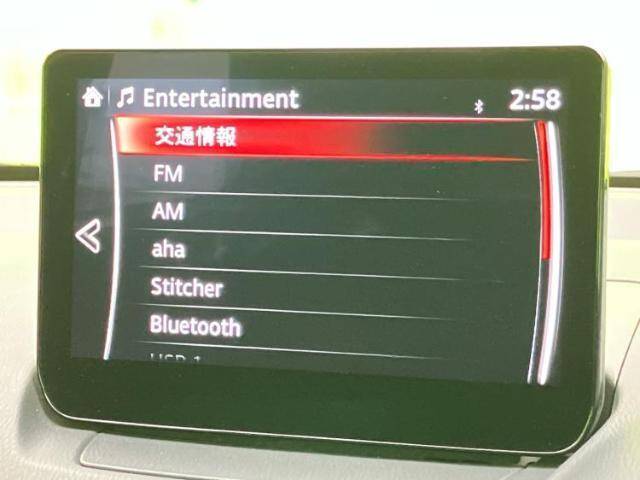 Entertainment 2:58
交通情報
FM
AM
aha
Stitcher
Bluetooth